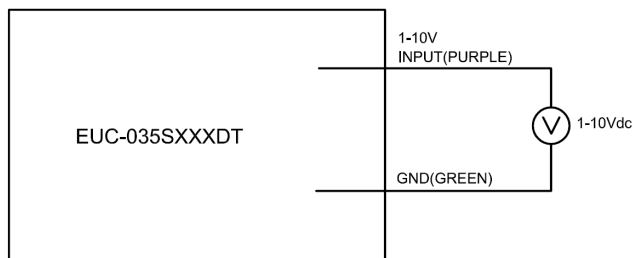 1-10V
INPUT(PURPLE)
EUC-035SXXXDT
V
1-10Vdc
GND(GREEN)